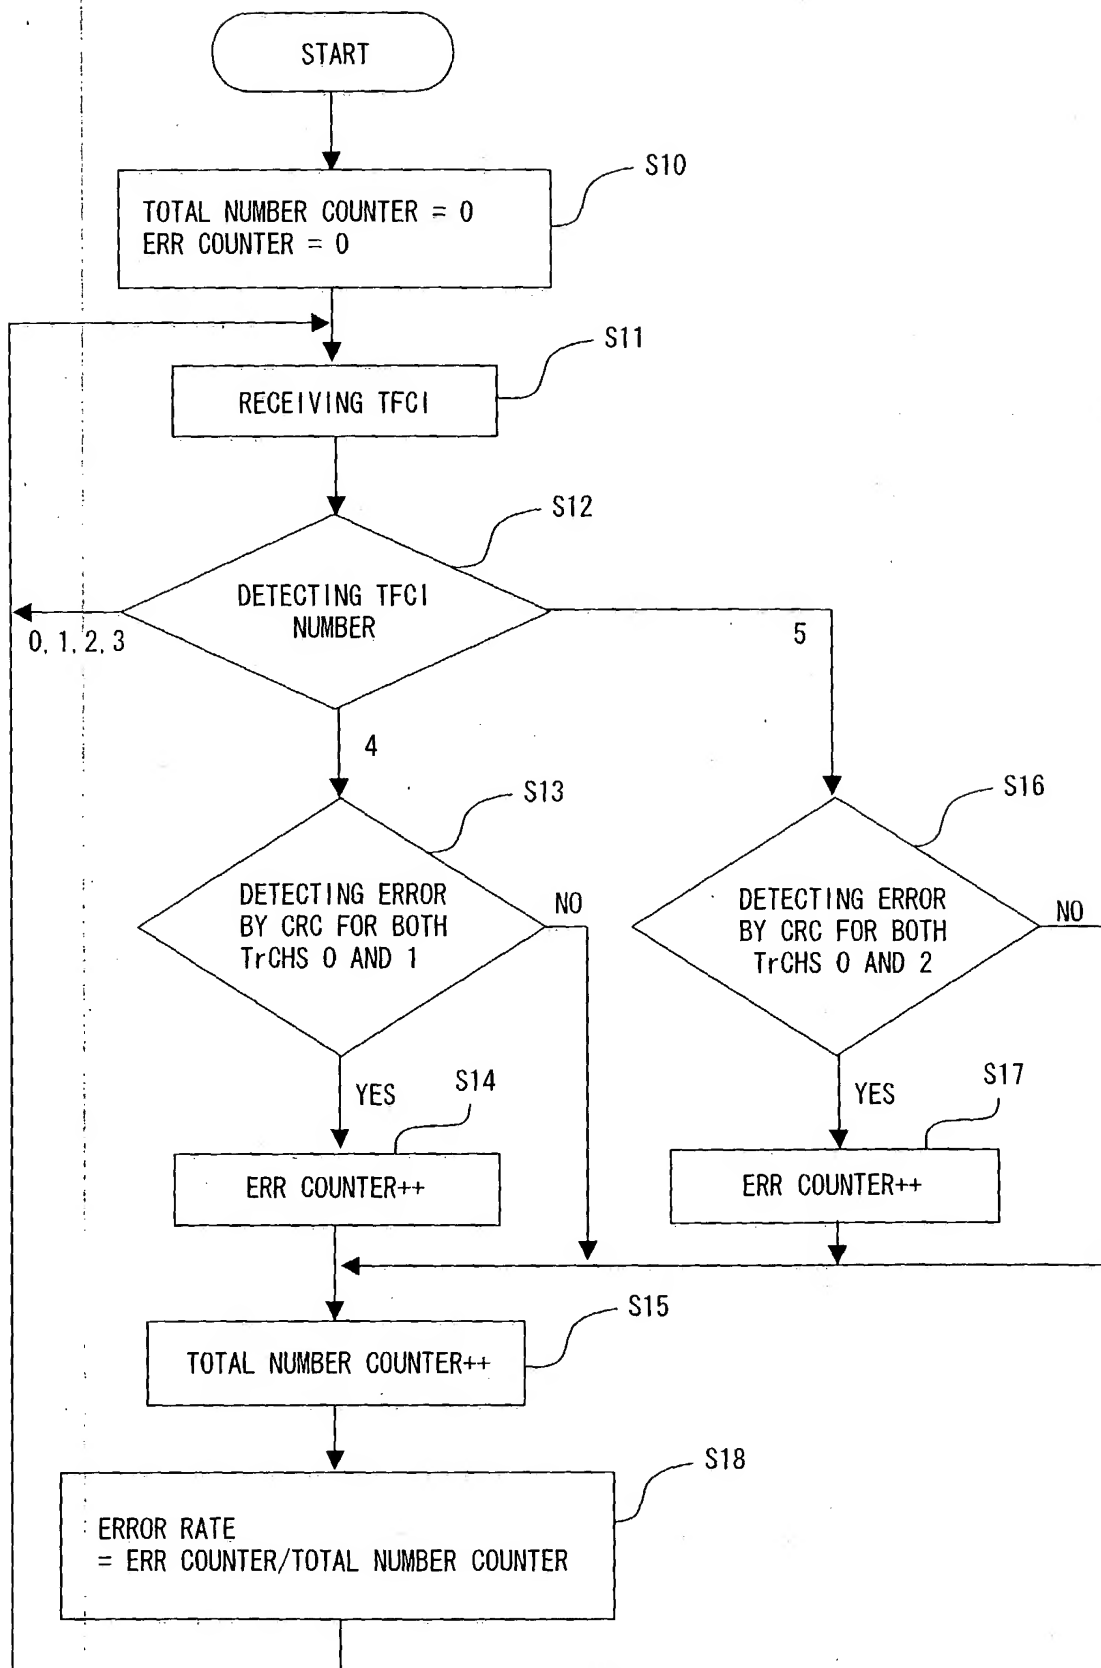 START
S10
TOTAL NUMBER COUNTER = 0
ERR COUNTER = 0
S11
RECEIVING TFCI
S12
DETECTING TFCI
NUMBER
0, 1, 2, 3
5
4
S13
S16
DETECTING ERROR
BY CRC FOR BOTH
TrCHS 0 AND 1
NO
DETECTING ERROR
BY CRC FOR BOTH
TrCHS 0 AND 2
NO
YES
S14
YES
S17
ERR COUNTER++
ERR COUNTER++
S15
TOTAL NUMBER COUNTER++
S18
ERROR RATE
= ERR COUNTER/TOTAL NUMBER COUNTER